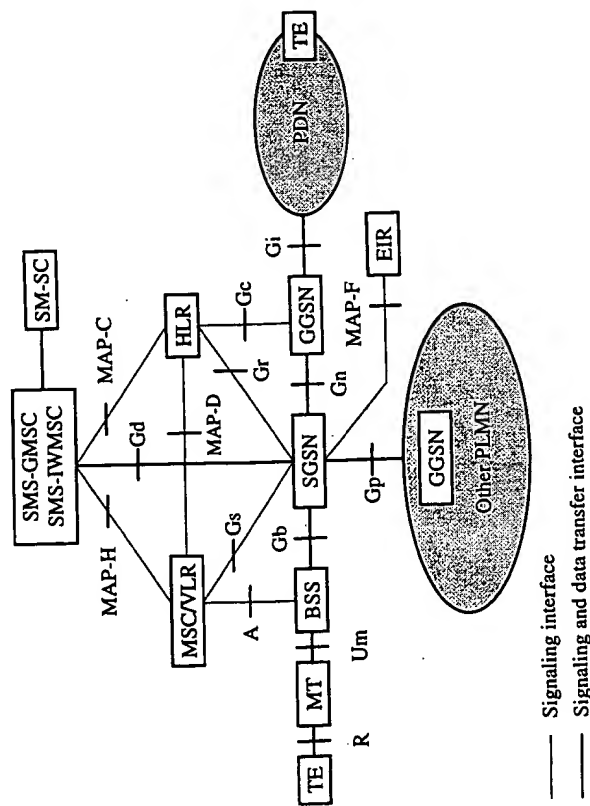 SMS-GMSC
SMS-IWMSC
SM-SC
MAP-H
MAP-C
Gd
MSC/VLR
HLR
MAP-D
Gs
Gr
Gc
A
TE
R
MT
Um
BSS
Gb
SGSN
Gn
GGSN
Gi
PDN
TE
Gp
MAP-F
EIR
GGSN
Other PLMN
Signaling interface
Signaling and data transfer interface